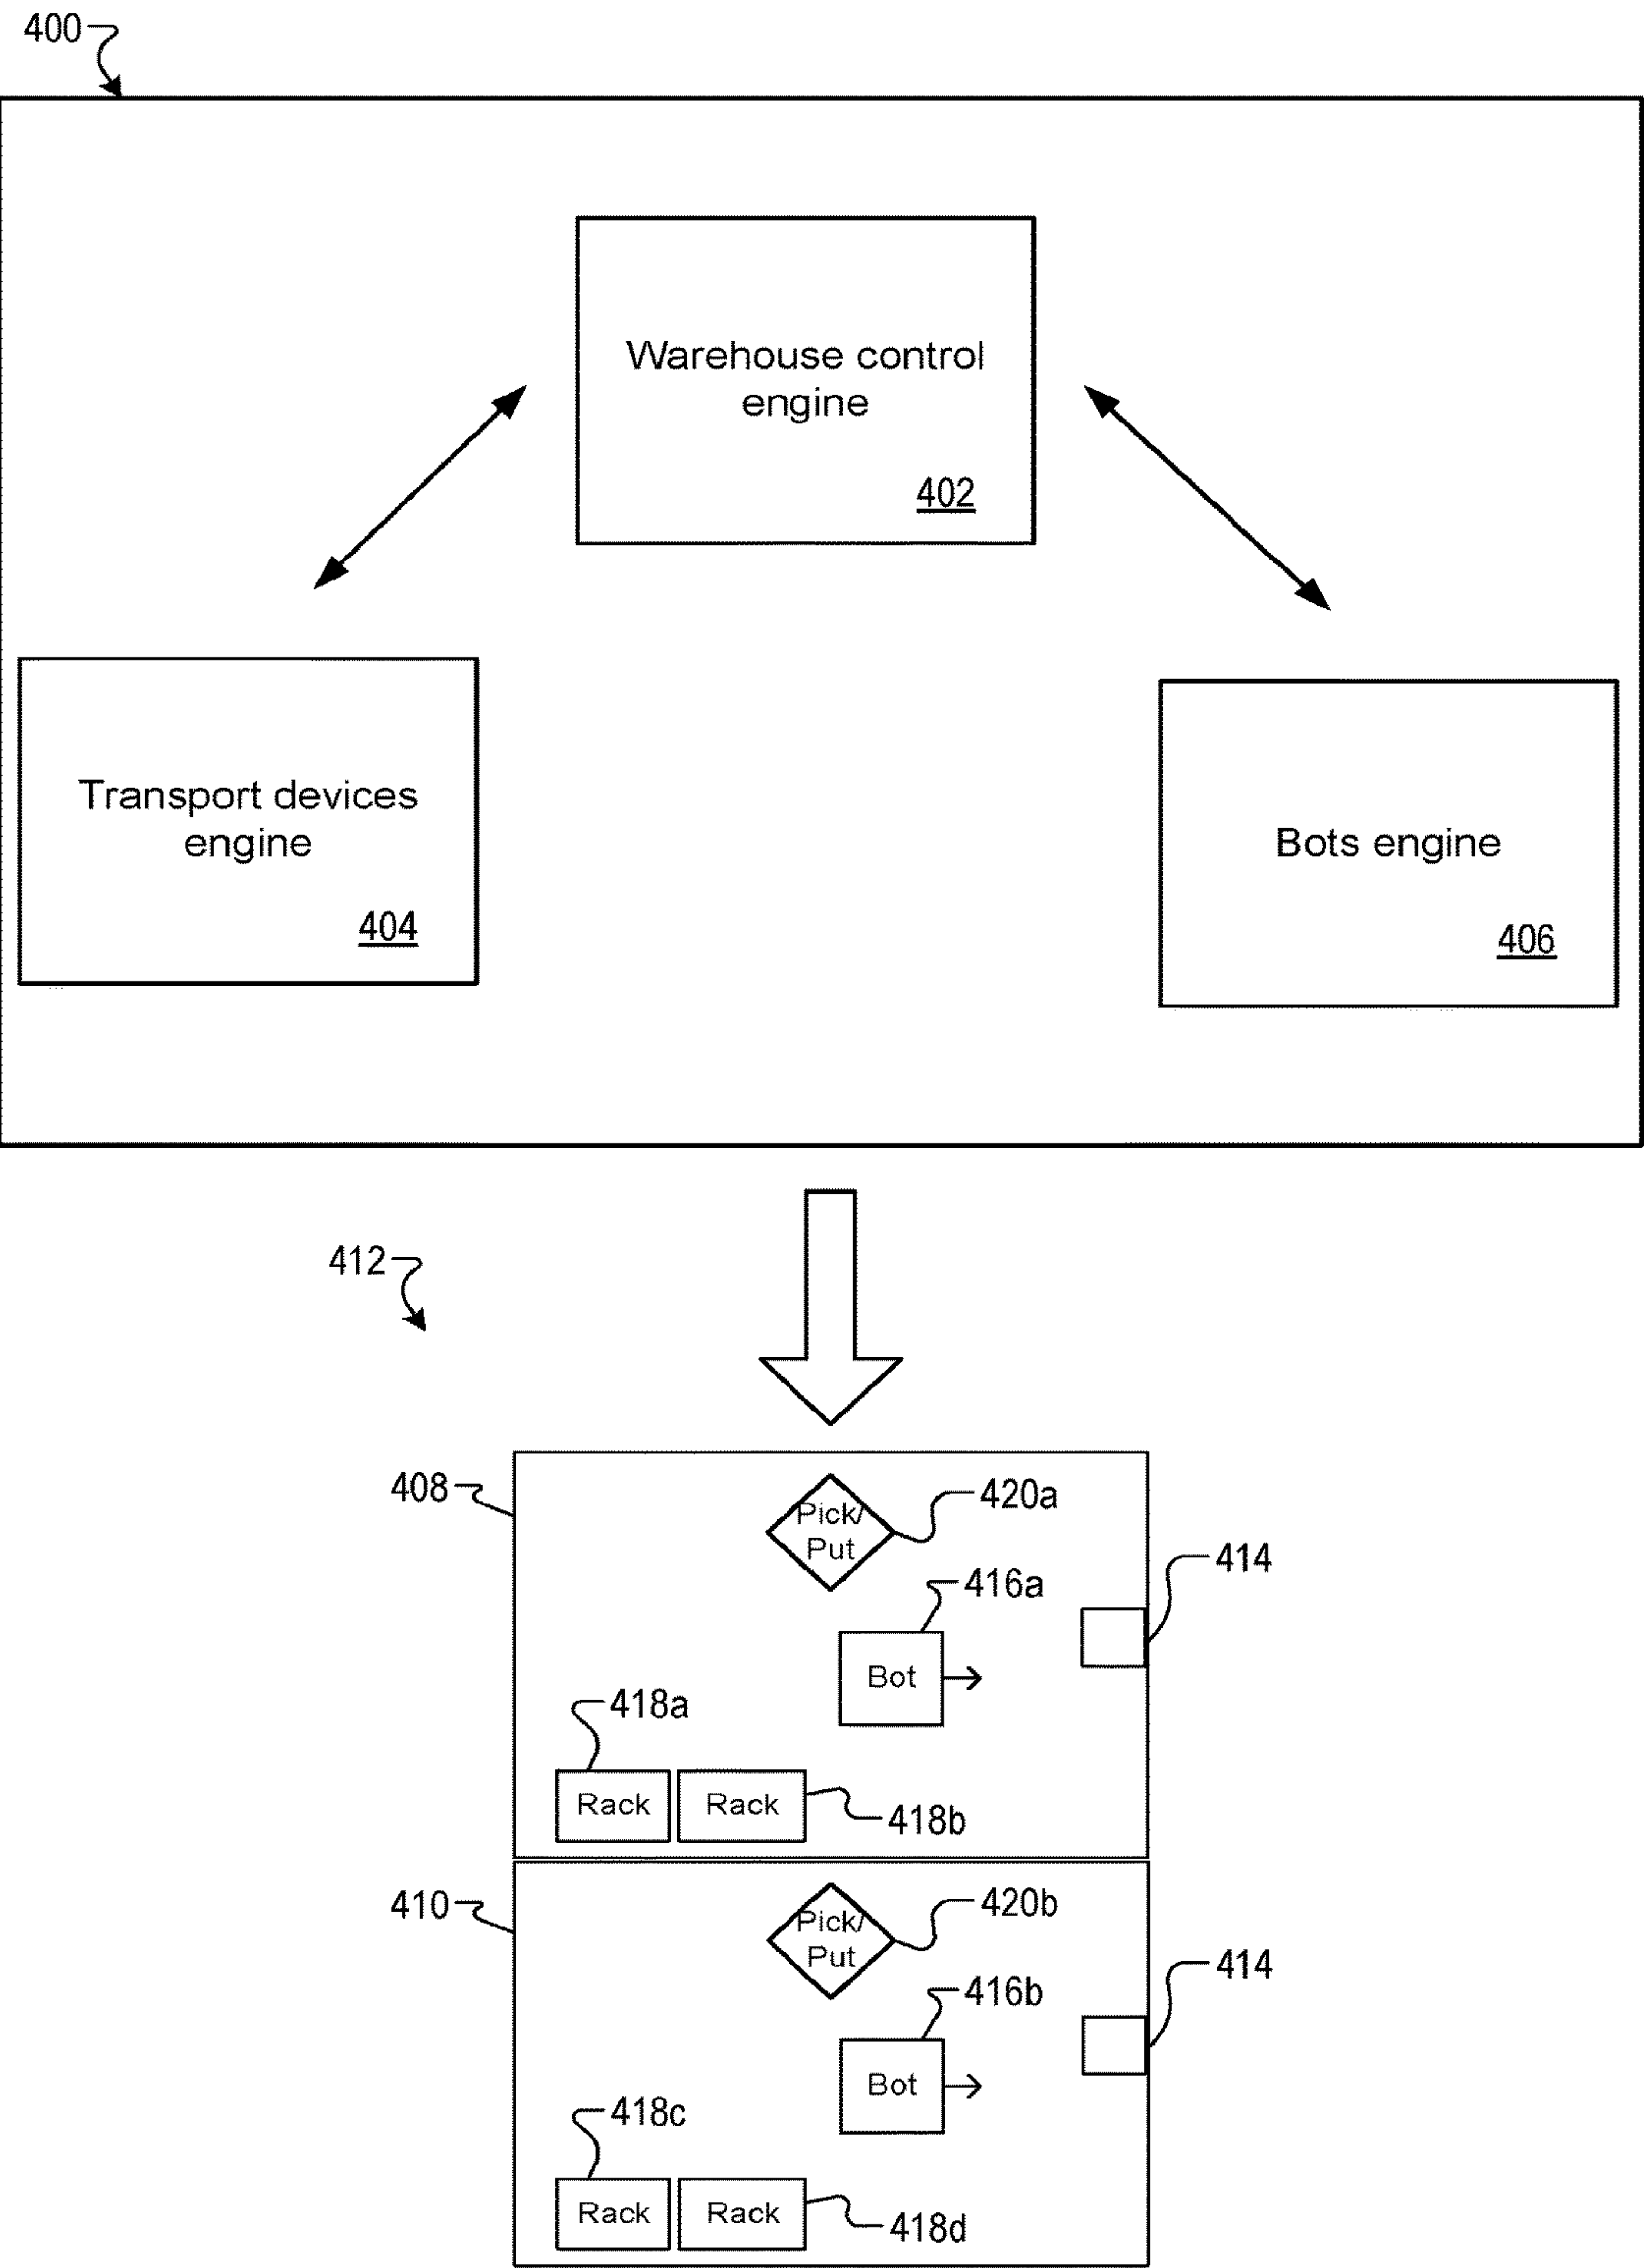 400
Warehouse control
engine
402
Transport devices
engine
404
Bots engine
406
412
408
Pick/
Put
420a
416a
414
Bot
418a
Rack
Rack
418b
410
Pick/
Put
420b
416b
414
Bot
418c
Rack
Rack
418d